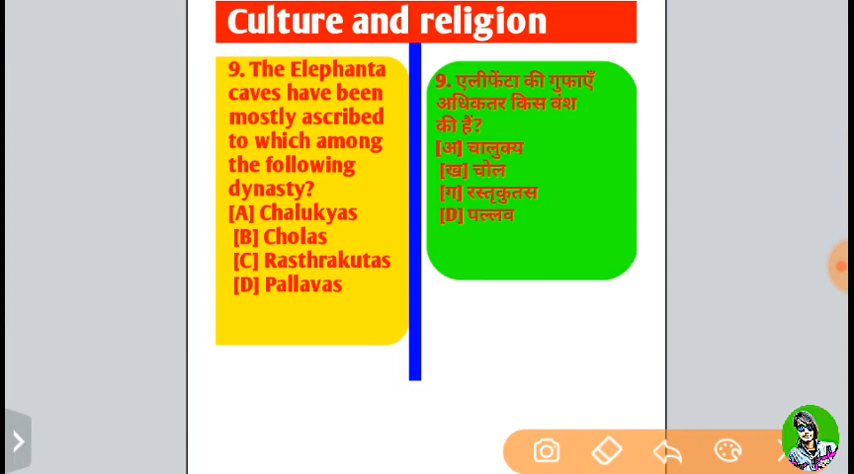 Culture and religion
9. The Elephanta
caves have been
mostly ascribed
to which among
the following
dynasty?
[A] Chalukyas
[B] Cholas
[C] Rasthrakutas
[D] Pallavas
9. एलीफेंटा की गुफाएँ
अधिकतर किस वंश
की हैं?
[अ] चालुक्य
[ख] चोल
[ग] रस्तृकुतस
[D] पल्लव